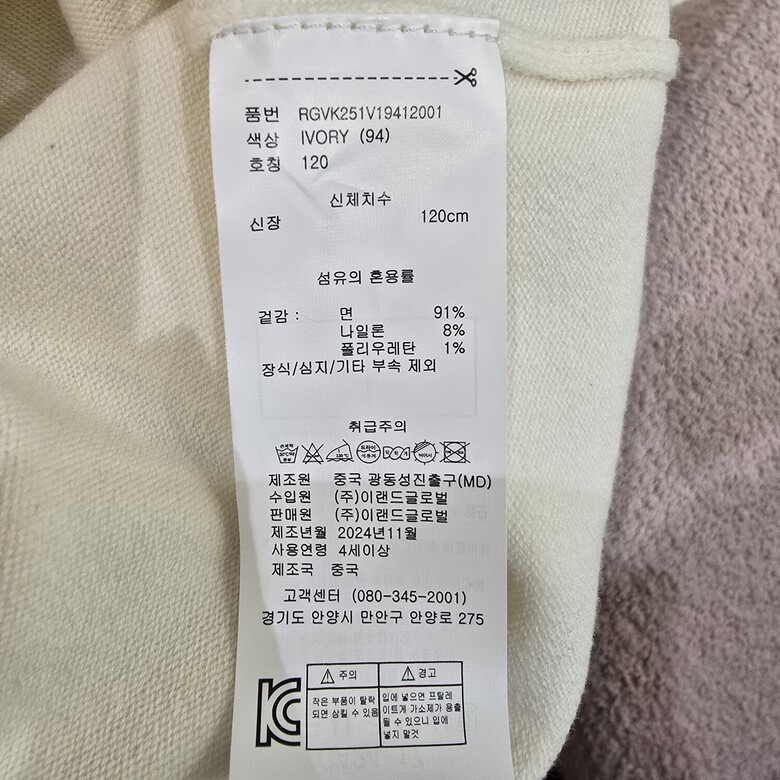 품번 RGVK251V19412001
색상 IVORY (94)
호칭 120
신체치수
신장 120cm
섬유의 혼용률
겉감 : 면 91%
나일론 8%
폴리우레탄 1%
장식/심지/기타 부속 제외
취급주의
제조원 중국 광동성진출구(MD)
수입원 (주)이랜드글로벌
판매원 (주)이랜드글로벌
제조년월 2024년11월
사용연령 4세이상
제조국 중국
고객센터 (080-345-2001)
경기도 안양시 만안구 안양로 275
주의
작은 부품이 탈락
되면 삼킬 수 있음
경고
입에 넣으면 프탈레
이트계 가소제가 용출
될 수 있으니 입에
넣지 말것